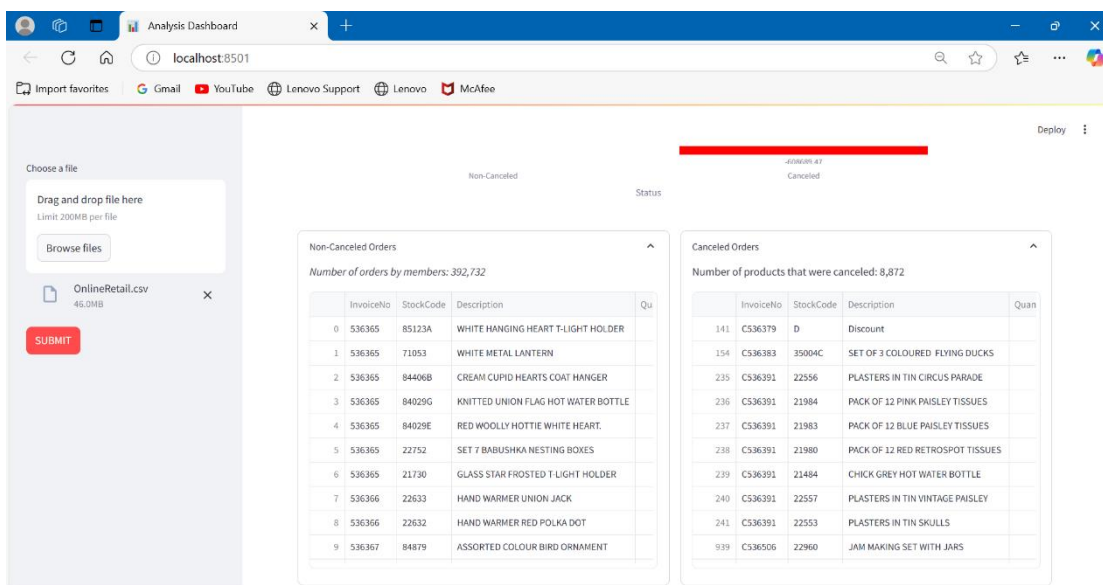 Analysis Dashboard
localhost:8501
Import favorites Gmail YouTube Lenovo Support Lenovo McAfee
Deploy
Choose a file
Drag and drop file here
Limit 200MB per file
Browse files
OnlineRetail.csv
46.0MB
SUBMIT
-608689.47
Non-Canceled Canceled
Status
Non-Canceled Orders
Number of orders by members: 392,732
InvoiceNo StockCode Description Qu
0 536365 85123A WHITE HANGING HEART T-LIGHT HOLDER
1 536365 71053 WHITE METAL LANTERN
2 536365 84406B CREAM CUPID HEARTS COAT HANGER
3 536365 84029G KNITTED UNION FLAG HOT WATER BOTTLE
4 536365 84029E RED WOOLLY HOTTIE WHITE HEART.
5 536365 22752 SET 7 BABUSHKA NESTING BOXES
6 536365 21730 GLASS STAR FROSTED T-LIGHT HOLDER
7 536366 22633 HAND WARMER UNION JACK
8 536366 22632 HAND WARMER RED POLKA DOT
9 536367 84879 ASSORTED COLOUR BIRD ORNAMENT
Canceled Orders
Number of products that were canceled: 8,872
InvoiceNo StockCode Description Quan
141 C536379 D Discount
154 C536383 35004C SET OF 3 COLOURED FLYING DUCKS
235 C536391 22556 PLASTERS IN TIN CIRCUS PARADE
236 C536391 21984 PACK OF 12 PINK PAISLEY TISSUES
237 C536391 21983 PACK OF 12 BLUE PAISLEY TISSUES
238 C536391 21980 PACK OF 12 RED RETROSPOT TISSUES
239 C536391 21484 CHICK GREY HOT WATER BOTTLE
240 C536391 22557 PLASTERS IN TIN VINTAGE PAISLEY
241 C536391 22553 PLASTERS IN TIN SKULLS
939 C536506 22960 JAM MAKING SET WITH JARS